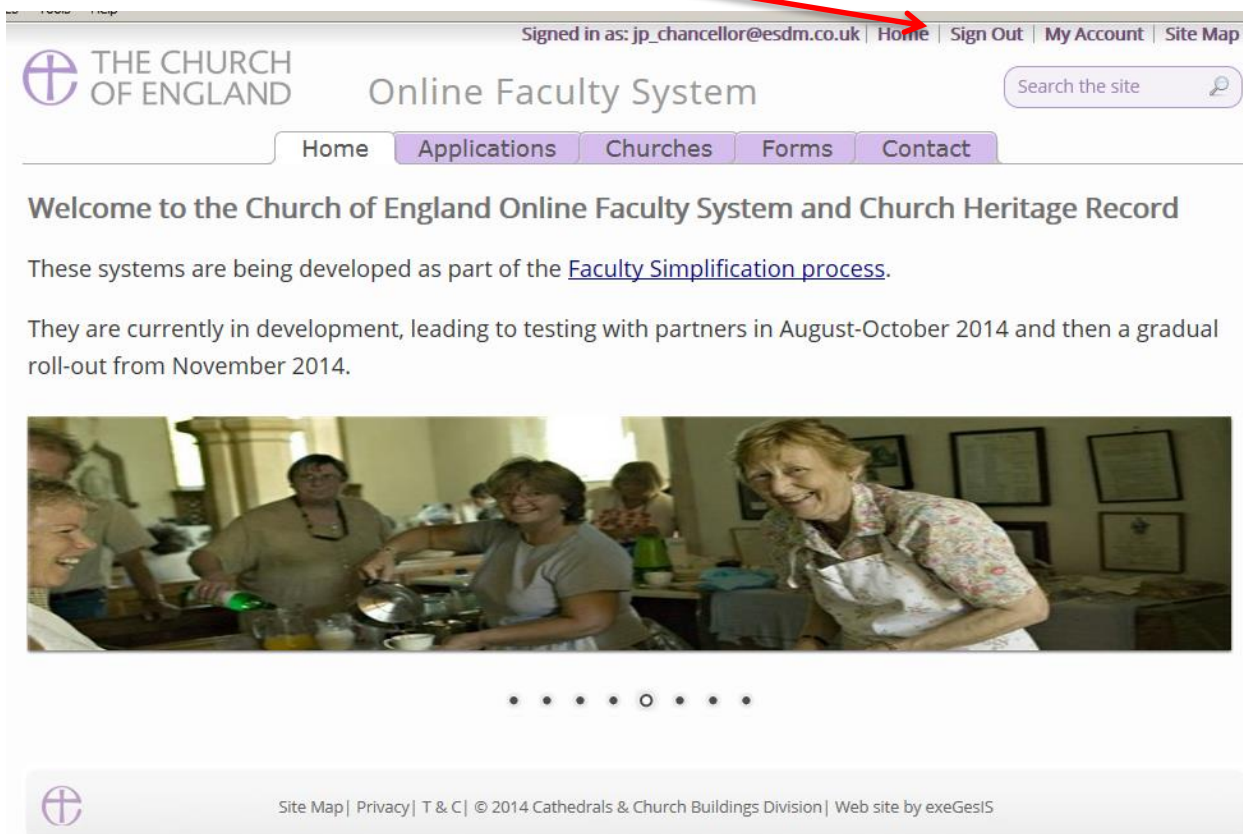 Signed in as: jp_chancellor@esdm.co.uk | Home | Sign Out | My Account | Site Map
THE CHURCH
OF ENGLAND
Online Faculty System
Search the site
Home Applications Churches Forms Contact
Welcome to the Church of England Online Faculty System and Church Heritage Record
These systems are being developed as part of the Faculty Simplification process.
They are currently in development, leading to testing with partners in August-October 2014 and then a gradual
roll-out from November 2014.
Site Map| Privacy| T & C| © 2014 Cathedrals & Church Buildings Division| Web site by exeGesIS